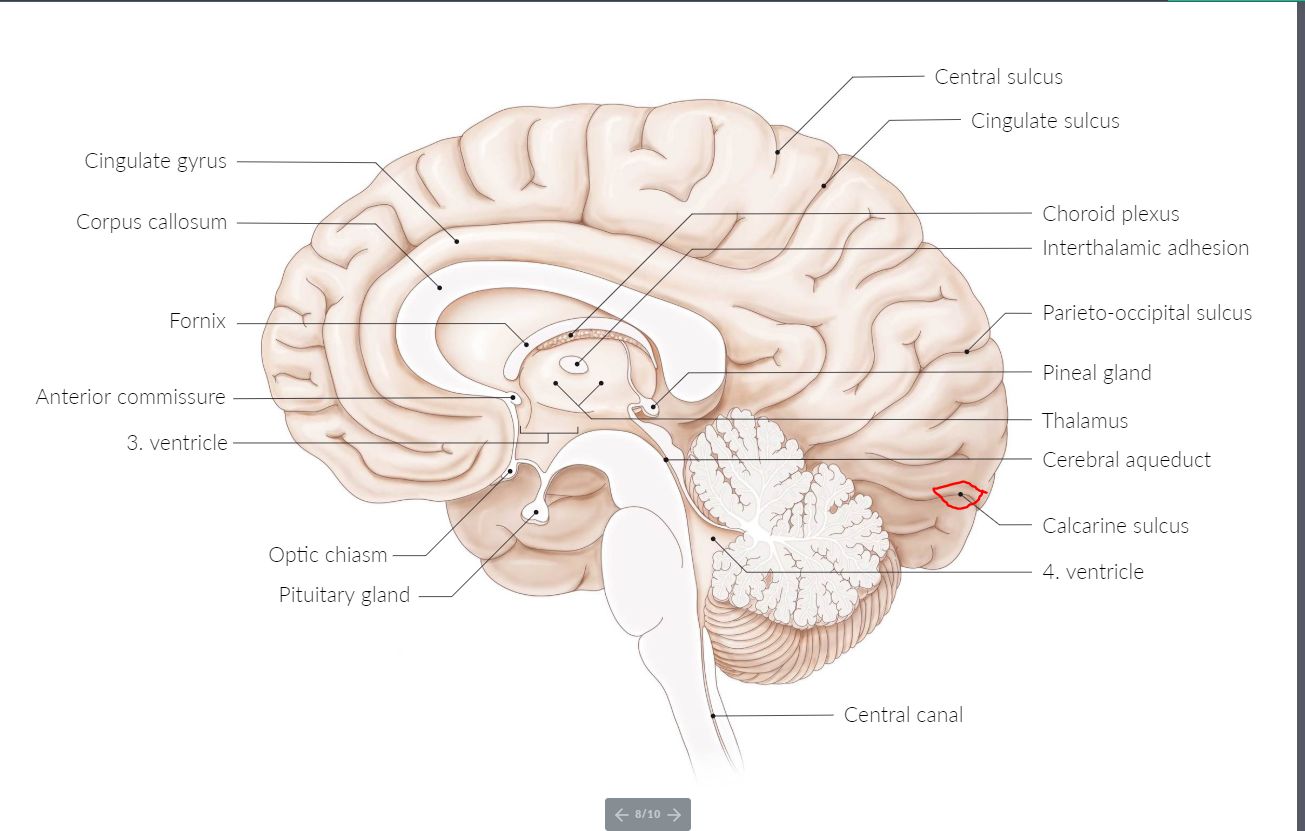 Central sulcus
Cingulate sulcus
Cingulate gyrus
Corpus callosum
Choroid plexus
Interthalamic adhesion
Fornix
Parieto-occipital sulcus
Pineal gland
Anterior commissure
Thalamus
3. ventricle
Cerebral aqueduct
Calcarine sulcus
Optic chiasm
4. ventricle
Pituitary gland
Central canal
8/10